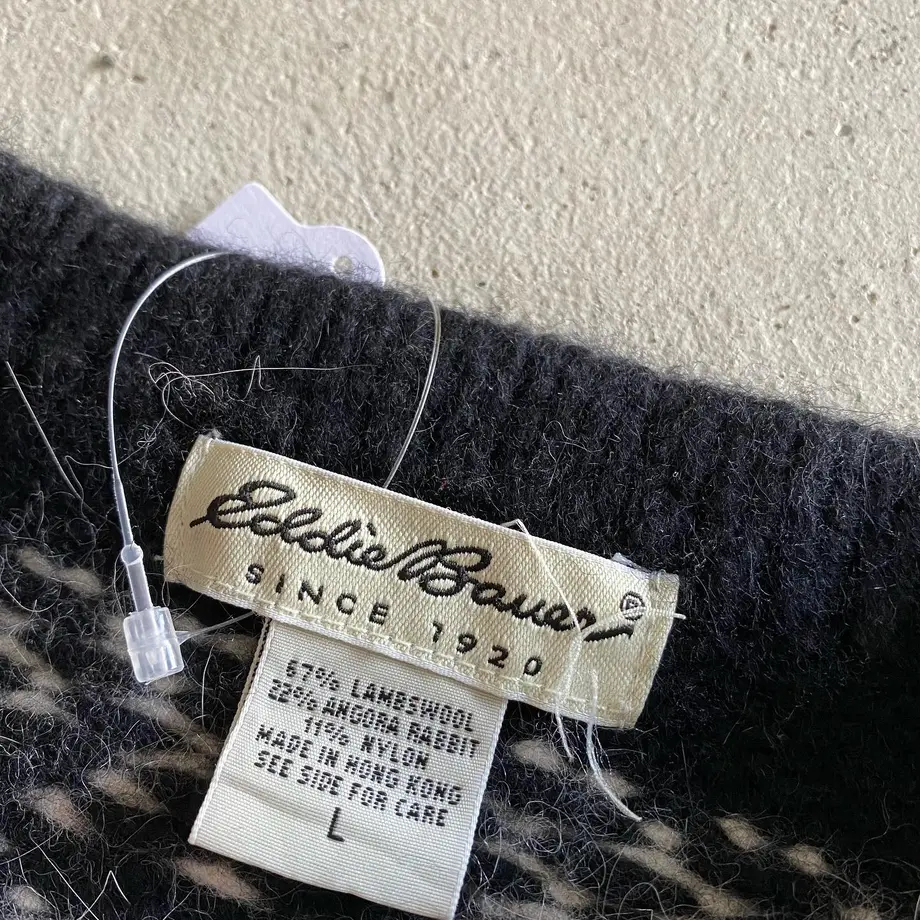 Eddie Bauer ®
SINCE 1920
67% LAMBSWOOL
22% ANGORA RABBIT
11% NYLON
MADE IN HONG KONG
SEE SIDE FOR CARE
L